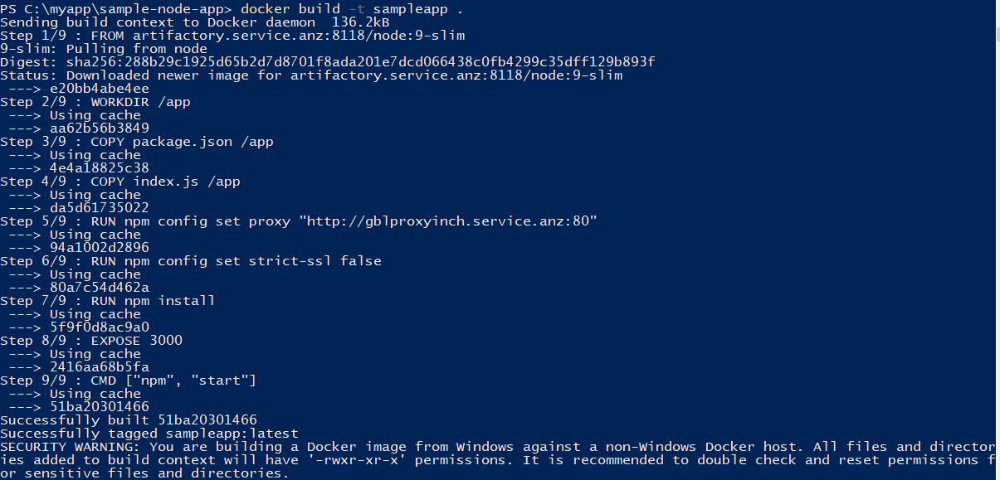 PS C:\myapp\sample-node-app> docker build -t sampleapp .
Sending build context to Docker daemon  136.2kB
Step 1/9 : FROM artifactory.service.anz:8118/node:9-slim
9-slim: Pulling from node
Digest: sha256:288b29c1925d65b2d7d8701f8ada201e7dcd066438c0fb4299c35dff129b893f
Status: Downloaded newer image for artifactory.service.anz:8118/node:9-slim
 ---> e20bb4abe4ee
Step 2/9 : WORKDIR /app
 ---> Using cache
 ---> aa62b56b3849
Step 3/9 : COPY package.json /app
 ---> Using cache
 ---> 4e4a18825c38
Step 4/9 : COPY index.js /app
 ---> Using cache
 ---> da5d61735022
Step 5/9 : RUN npm config set proxy "http://gblproxyinch.service.anz:80"
 ---> Using cache
 ---> 94a1002d2896
Step 6/9 : RUN npm config set strict-ssl false
 ---> Using cache
 ---> 80a7c54d462a
Step 7/9 : RUN npm install
 ---> Using cache
 ---> 5f9f0d8ac9a0
Step 8/9 : EXPOSE 3000
 ---> Using cache
 ---> 2416aa68b5fa
Step 9/9 : CMD ["npm", "start"]
 ---> Using cache
 ---> 51ba20301466
Successfully built 51ba20301466
Successfully tagged sampleapp:latest
SECURITY WARNING: You are building a Docker image from Windows against a non-Windows Docker host. All files and director
ies added to build context will have '-rwxr-xr-x' permissions. It is recommended to double check and reset permissions f
or sensitive files and directories.